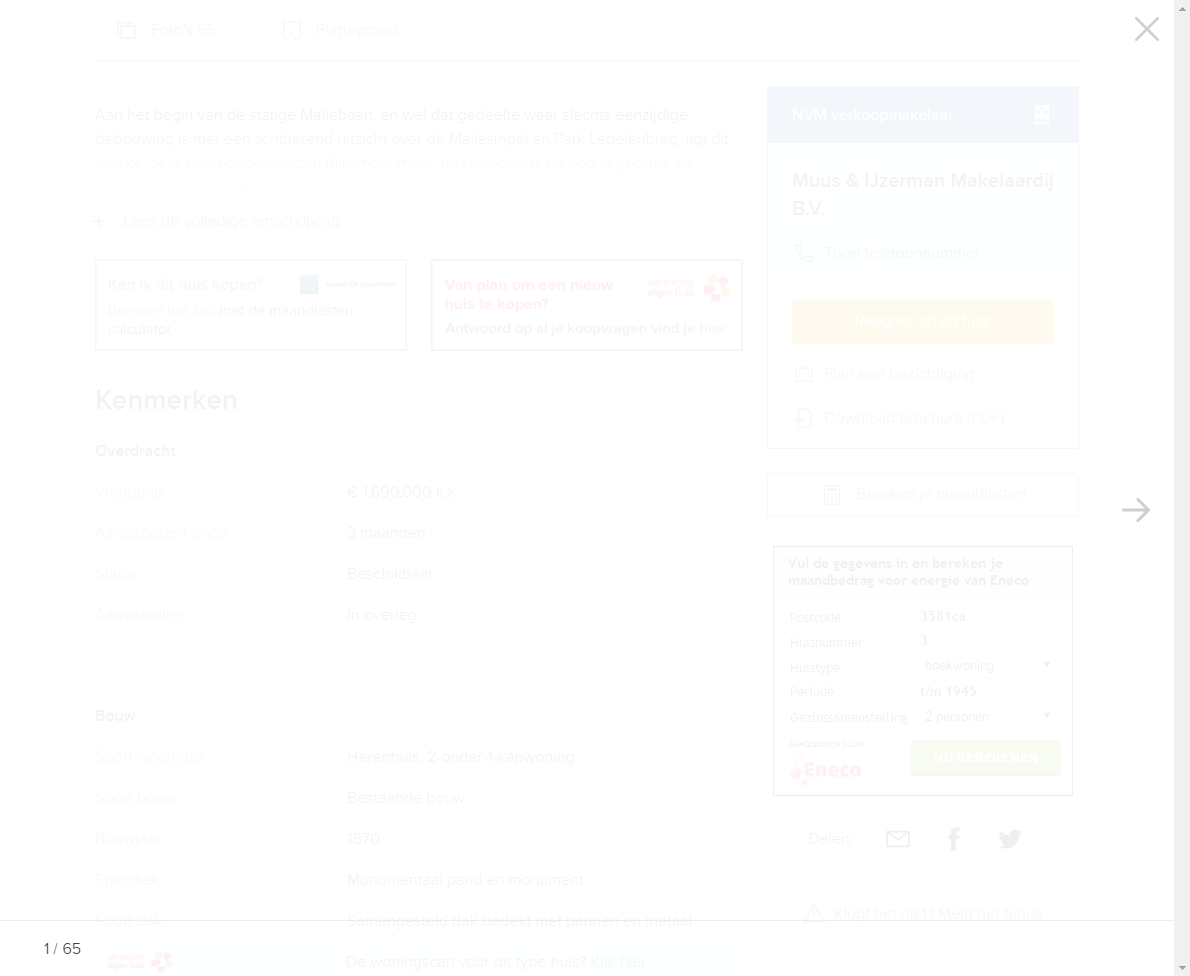 Foto's 65
Plattegrond
Aan het begin van de statige Maliebaan, en wel dat gedeelte waar slechts eenzijdige
bebouwing is met een schitterend uitzicht over de Maliesingel en Park Lepelenburg, ligt dit
unieke, zeer goed onderhouden Rijksmonument. Het gebouw is nu nog in gebruik als
Lees de volledige omschrijving
Kan ik dit huis kopen?
Bereken het zelf met de maandlasten
calculator.
Van plan om een nieuw
huis te kopen?
vereniging
eigen huis
Antwoord op al je koopvragen vind je hier
Kenmerken
Overdracht
Vraagprijs
€ 1.690.000 k.k.
Aangeboden sinds
3 maanden
Status
Beschikbaar
Aanvaarding
In overleg
Bouw
Soort woonhuis
Herenhuis, 2-onder-1-kapwoning
Soort bouw
Bestaande bouw
Bouwjaar
1870
Specifiek
Monumentaal pand en monument
Soort dak
Samengesteld dak bedekt met pannen en metaal
vereniging
eigen huis
De woningscan voor dit type huis? Klik hier
NVM verkoopmakelaar
Muus & IJzerman Makelaardij
B.V.
Toon telefoonnummer
Reageer op dit huis
Plan een bezichtiging
Download brochure (PDF)
Bereken je maandlasten
Vul de gegevens in en bereken je
maandbedrag voor energie van Eneco
Postcode
3581ca
Huisnummer
3
Huistype
hoekwoning
Periode
t/m 1945
Gezinssamenstelling
2 personen
AANGEBODEN DOOR
Eneco
NU BEREKENEN
Delen:
Klopt het niet? Meld het funda
1 / 65